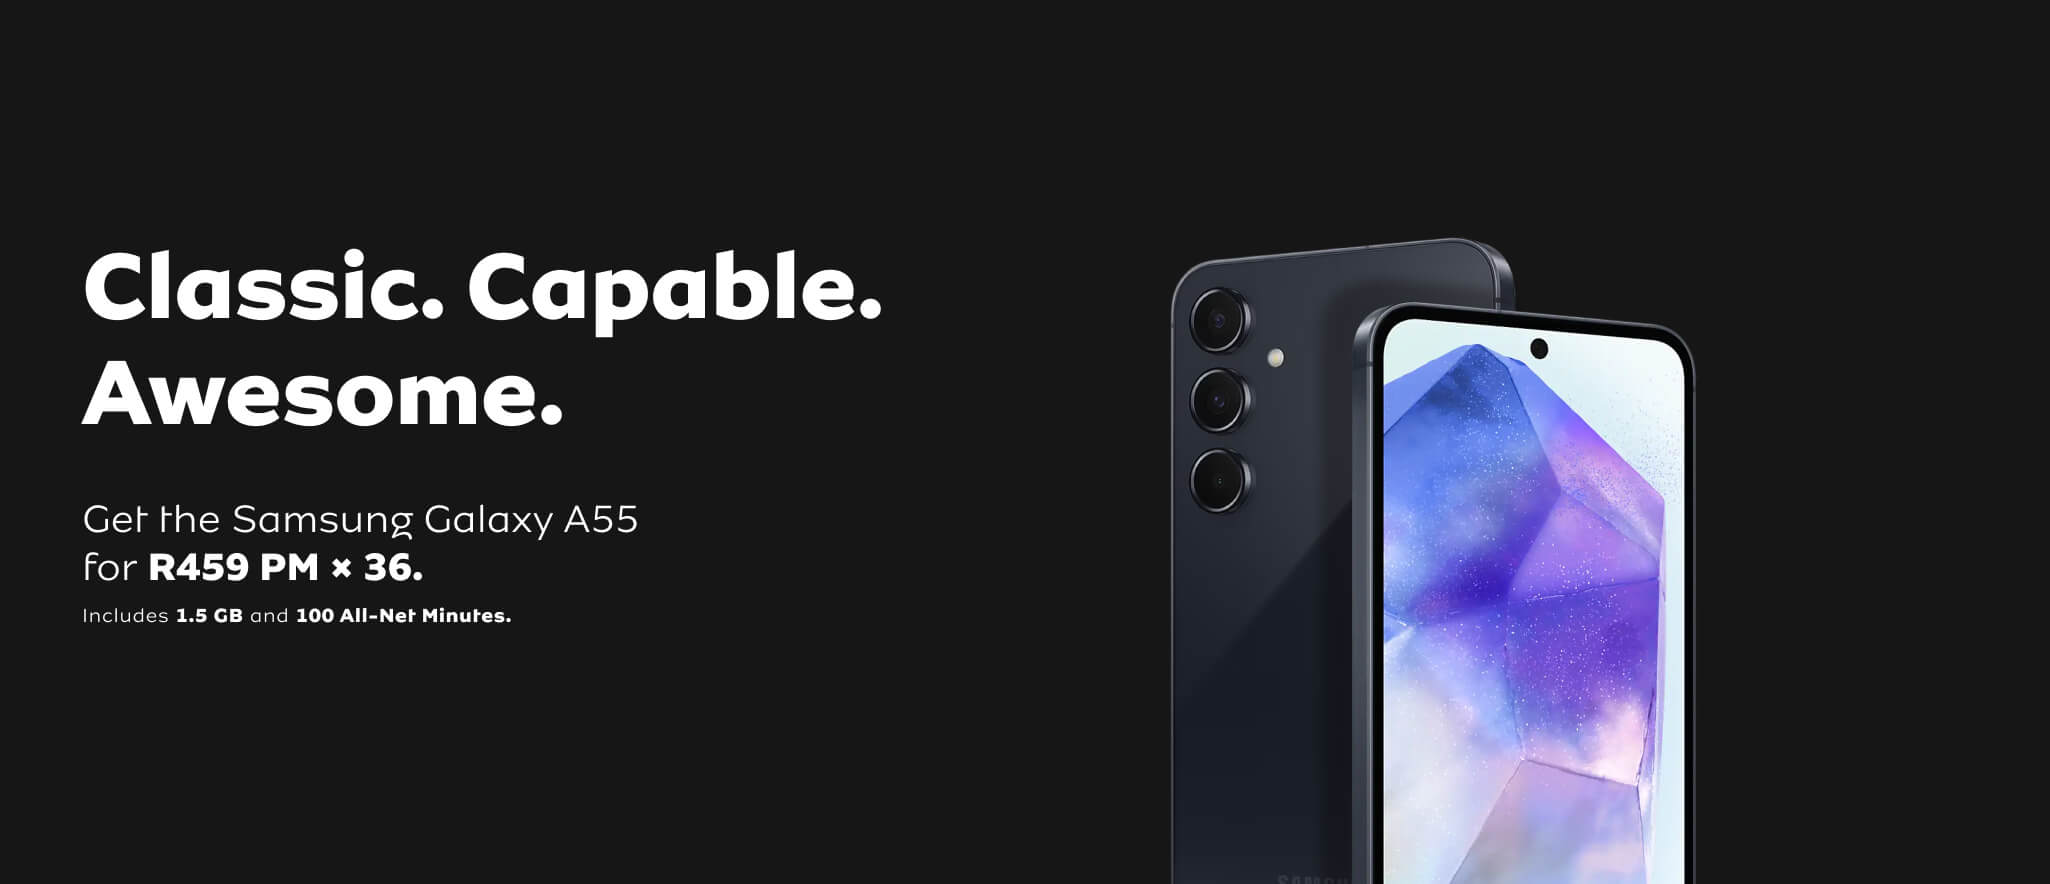 Classic. Capable.
Awesome.
Get the Samsung Galaxy A55
for R459 PM × 36.
Includes 1.5 GB and 100 All-Net Minutes.